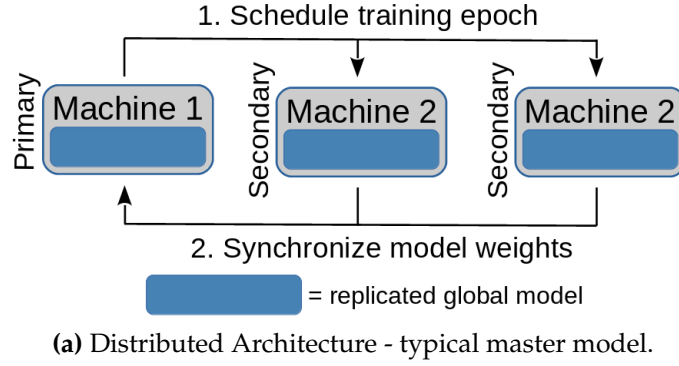 1. Schedule training epoch
Primary
Machine 1
Secondary
Machine 2
Secondary
Machine 2
2. Synchronize model weights
= replicated global model
(a) Distributed Architecture - typical master model.